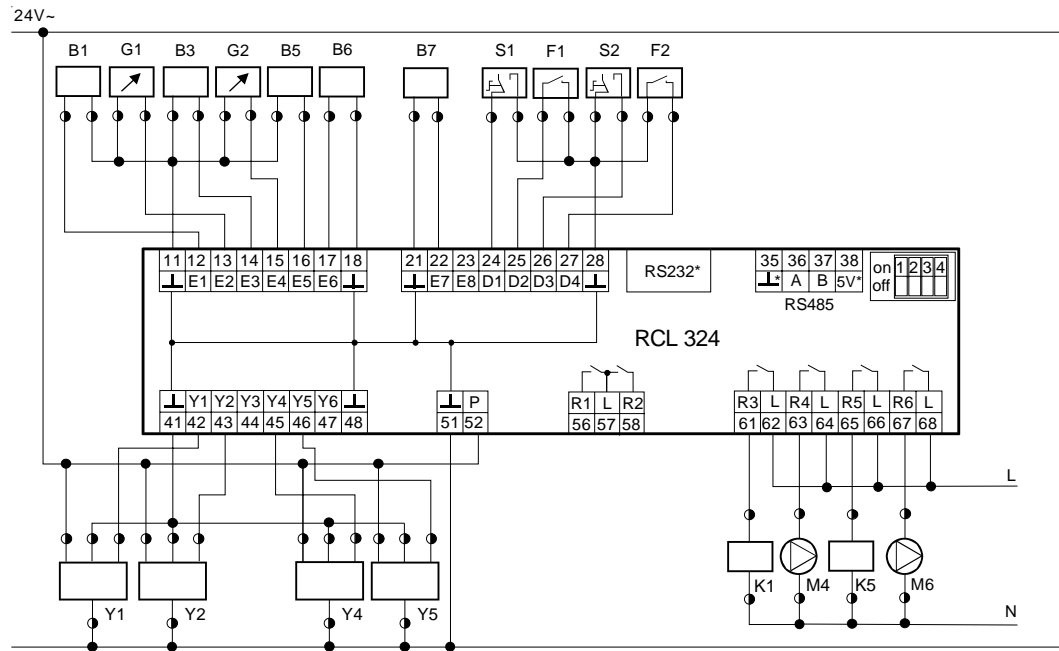 24V~
B1 G1 B3 G2 B5 B6 B7 S1 F1 S2 F2
11 12 13 14 15 16 17 18 21 22 23 24 25 26 27 28 35 36 37 38
⊥ E1 E2 E3 E4 E5 E6 ⊥ ⊥ E7 E8 D1 D2 D3 D4 ⊥ RS232* ⊥* A B 5V* on off 1 2 3 4
RS485
RCL 324
⊥ Y1 Y2 Y3 Y4 Y5 Y6 ⊥ ⊥ P R1 L R2 R3 L R4 L R5 L R6 L
41 42 43 44 45 46 47 48 51 52 56 57 58 61 62 63 64 65 66 67 68
L
K1 M4 K5 M6
Y1 Y2 Y4 Y5 N